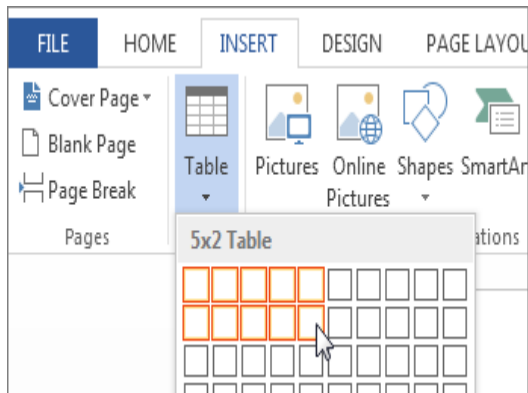 FILE HOME INSERT DESIGN PAGE LAYOU
Cover Page
Blank Page
Page Break
Pages
Table
Pictures
Online
Pictures
Shapes
SmartAr
ations
5x2 Table